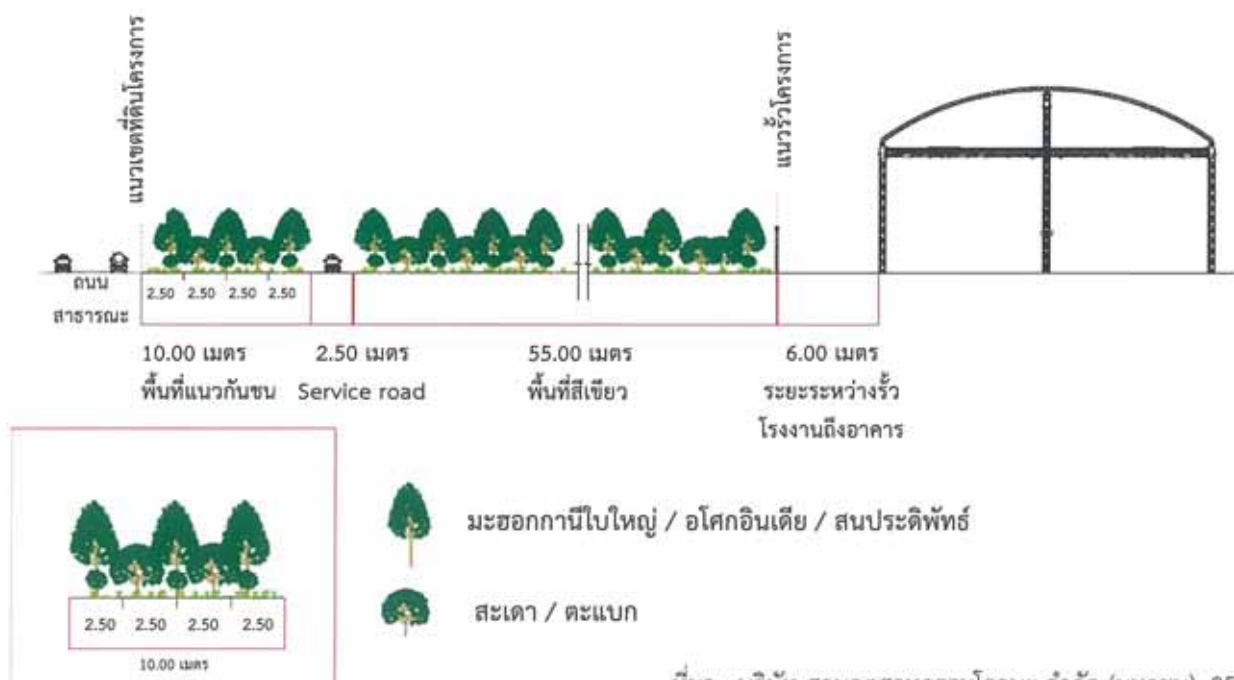 แนวเขตที่ดินโครงการ
แนวรั้วโครงการ
ถนน
สาธารณะ
2.50 2.50 2.50 2.50
10.00 เมตร 2.50 เมตร 55.00 เมตร 6.00 เมตร
พื้นที่แนวกันชน Service road พื้นที่สีเขียว ระยะระหว่างรั้ว
โรงงานถึงอาคาร
มะฮอกกานีใบใหญ่ / อโศกอินเดีย / สนประดิพัทธ์
สะเดา / ตะแบก
2.50 2.50 2.50 2.50
10.00 เมตร